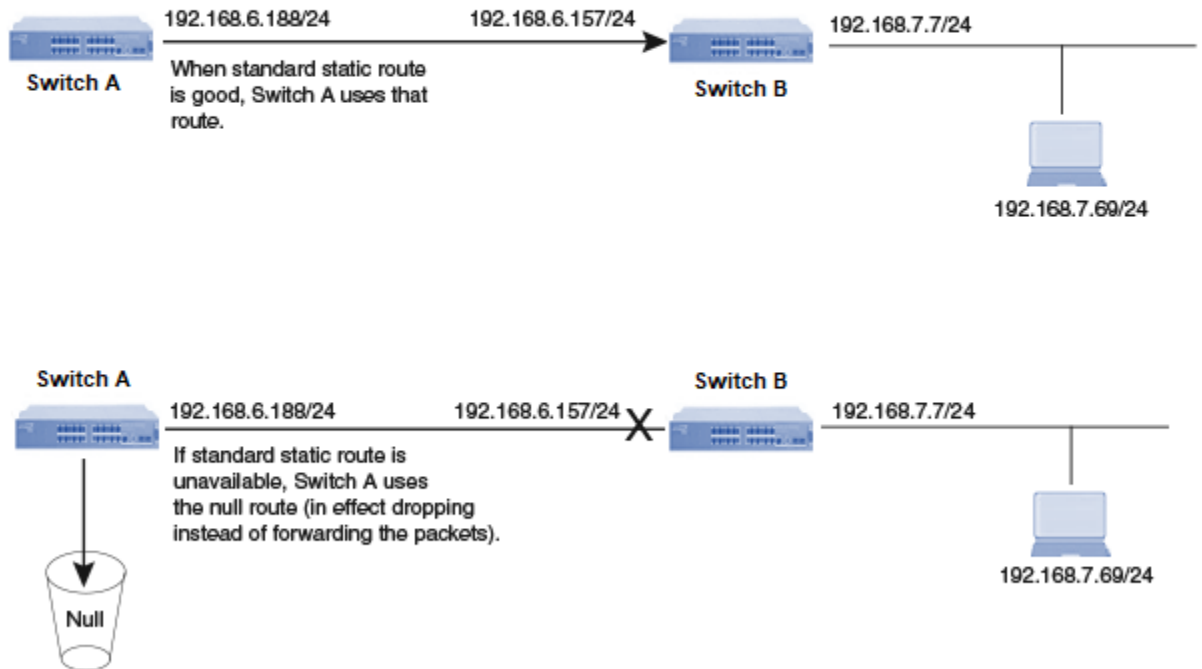 192.168.6.188/24
192.168.6.157/24
192.168.7.7/24
Switch A
When standard static route
is good, Switch A uses that
route.
Switch B
192.168.7.69/24
Switch A
Switch B
192.168.6.188/24
192.168.6.157/24
X
192.168.7.7/24
If standard static route is
unavailable, Switch A uses
the null route (in effect dropping
instead of forwarding the packets).
192.168.7.69/24
Null